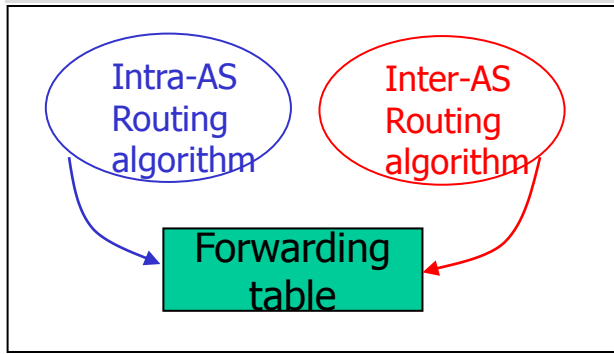 Intra-AS
Routing
algorithm
Inter-AS
Routing
algorithm
Forwarding
table